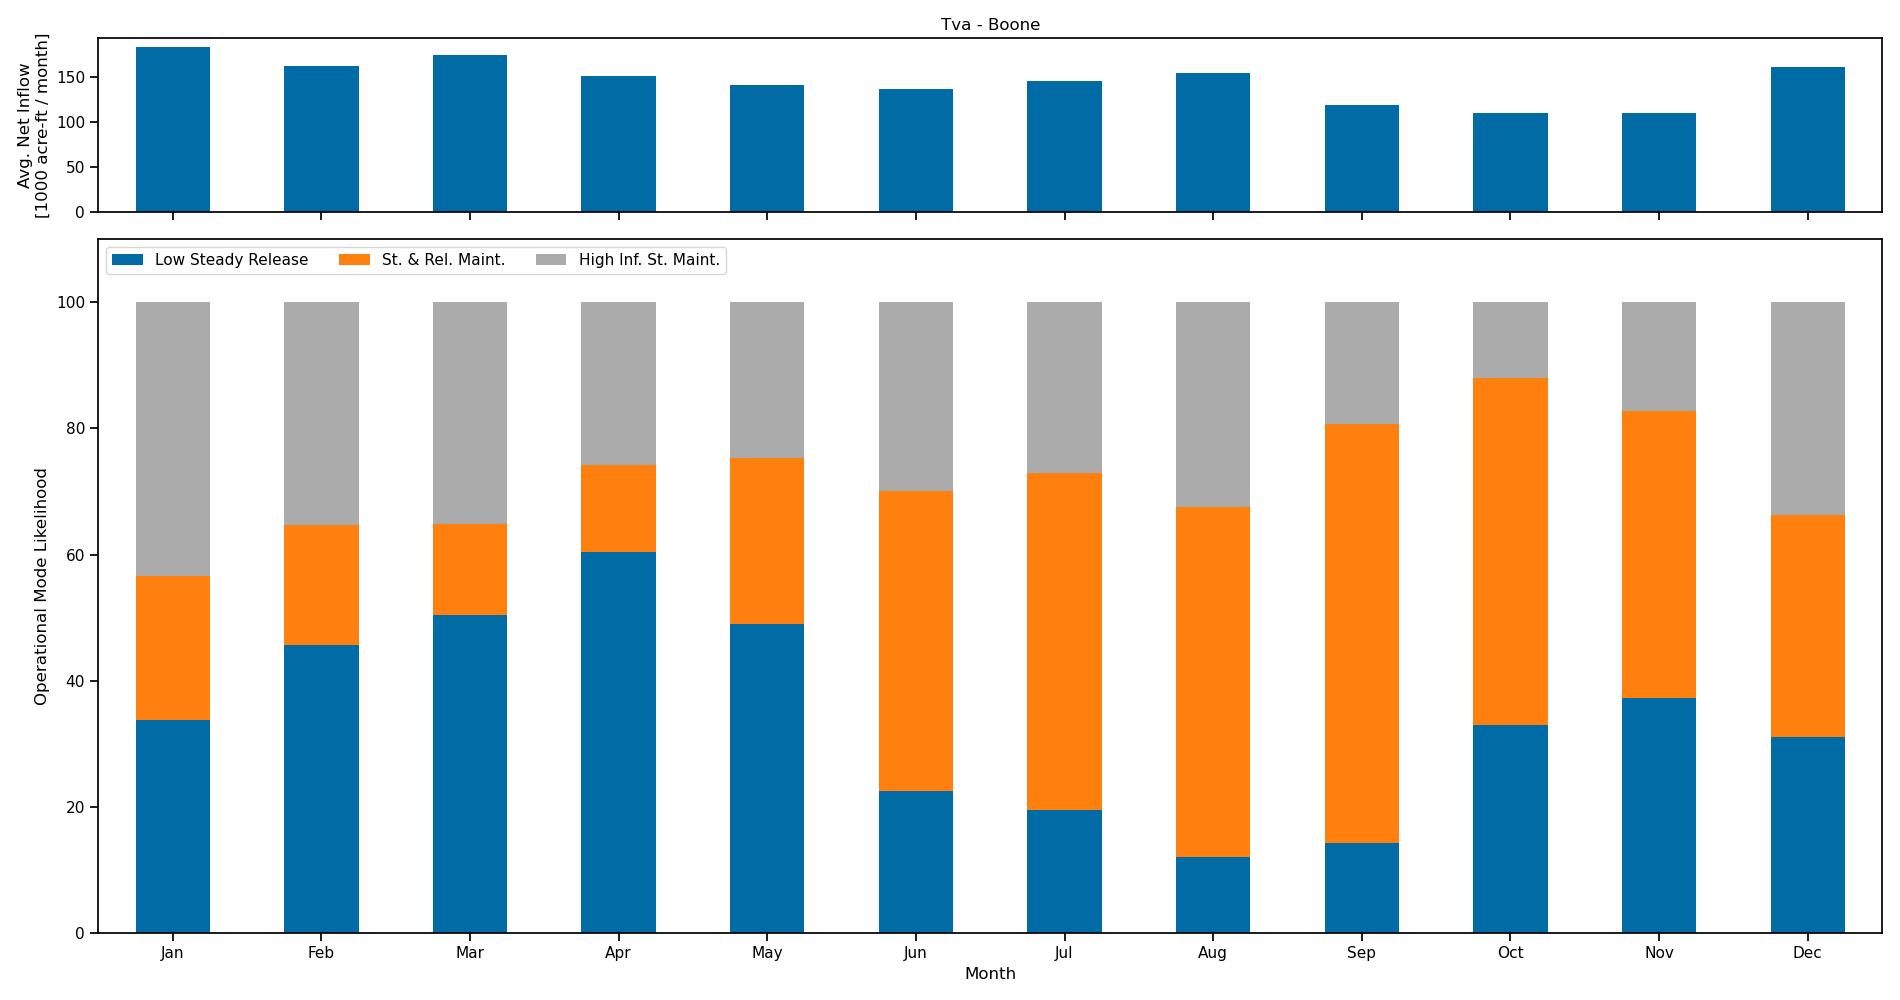 Tva - Boone
Avg. Net Inflow
[1000 acre-ft / month]
150
100
50
0
Low Steady Release St. & Rel. Maint. High Inf. St. Maint.
Operational Mode Likelihood
100
80
60
40
20
0
Jan Feb Mar Apr May Jun Jul Aug Sep Oct Nov Dec
Month